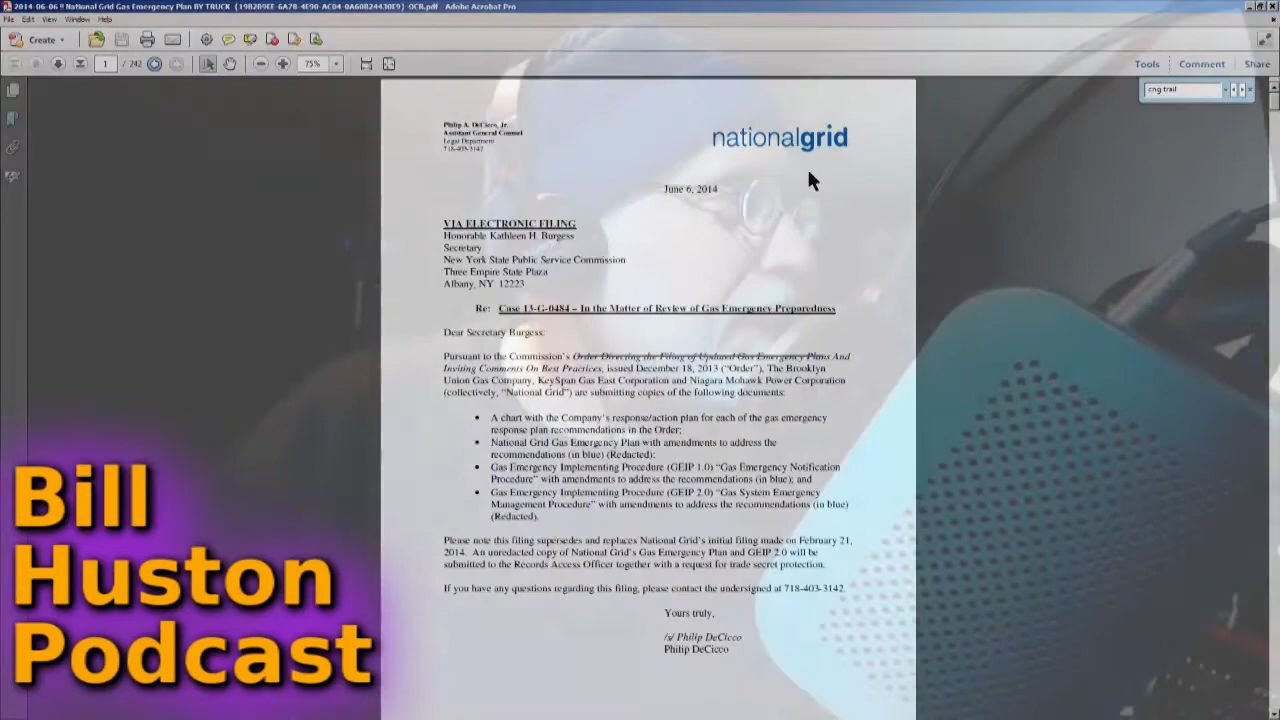 2014-06-06 !! National Grid Gas Emergency Plan BY TRUCK {19B2B9EE-6A7B-4E90-AC04-0A60B24430E9} -OCR.pdf - Adobe Acrobat Pro
File Edit View Window Help
Create
1 / 242 75% Tools Comment Share
cng trail
Philip A. DeCicco, Jr.
Assistant General Counsel
Legal Department
718-403-3142
nationalgrid
June 6, 2014
VIA ELECTRONIC FILING
Honorable Kathleen H. Burgess
Secretary
New York State Public Service Commission
Three Empire State Plaza
Albany, NY 12223
Re: Case 13-G-0484 – In the Matter of Review of Gas Emergency Preparedness
Dear Secretary Burgess:
Pursuant to the Commission's Order Directing the Filing of Updated Gas Emergency Plans And
Inviting Comments On Best Practices, issued December 18, 2013 ("Order"), The Brooklyn
Union Gas Company, KeySpan Gas East Corporation and Niagara Mohawk Power Corporation
(collectively, "National Grid") are submitting copies of the following documents:
• A chart with the Company's response/action plan for each of the gas emergency
response plan recommendations in the Order;
• National Grid Gas Emergency Plan with amendments to address the
recommendations (in blue) (Redacted);
• Gas Emergency Implementing Procedure (GEIP 1.0) "Gas Emergency Notification
Procedure" with amendments to address the recommendations (in blue); and
• Gas Emergency Implementing Procedure (GEIP 2.0) "Gas System Emergency
Management Procedure" with amendments to address the recommendations (in blue)
(Redacted).
Please note this filing supersedes and replaces National Grid's initial filing made on February 21,
2014. An unredacted copy of National Grid's Gas Emergency Plan and GEIP 2.0 will be
submitted to the Records Access Officer together with a request for trade secret protection.
If you have any questions regarding this filing, please contact the undersigned at 718-403-3142.
Yours truly,
/s/ Philip DeCicco
Philip DeCicco
Bill
Huston
Podcast